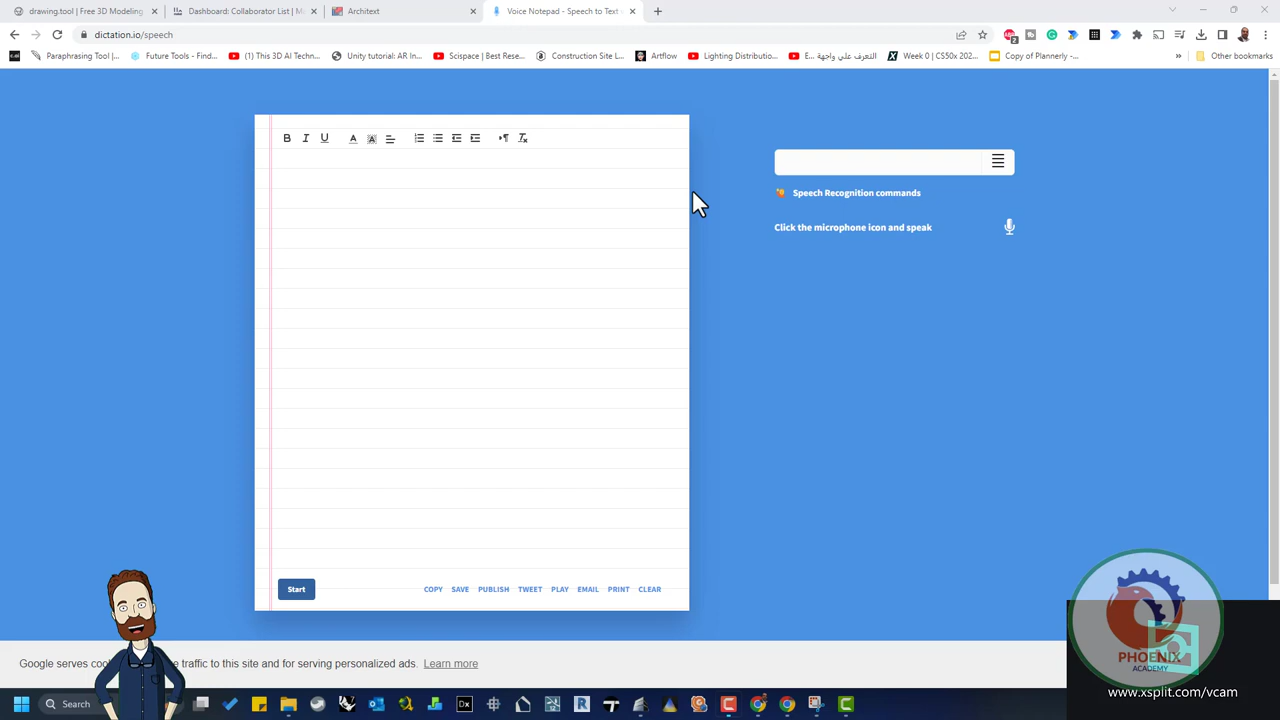 drawing.tool | Free 3D Modeling
Dashboard: Collaborator List | M
Architext
Voice Notepad - Speech to Text -
dictation.io/speech
2
Paraphrasing Tool |...
Future Tools - Find...
(1) This 3D AI Techn...
Unity tutorial: AR In...
Scispace | Best Rese...
Construction Site L...
Artflow
Lighting Distributio...
التعرف علي واجهة ...E
Week 0 | CS50x 202...
Copy of Plannerly -...
»
Other bookmarks
B I U A A
Speech Recognition commands
Click the microphone icon and speak
Start
COPY SAVE PUBLISH TWEET PLAY EMAIL PRINT CLEAR
Google serves coo
e traffic to this site and for serving personalized ads. Learn more
PHOENIX
ACADEMY
www.xsplit.com/vcam
Search